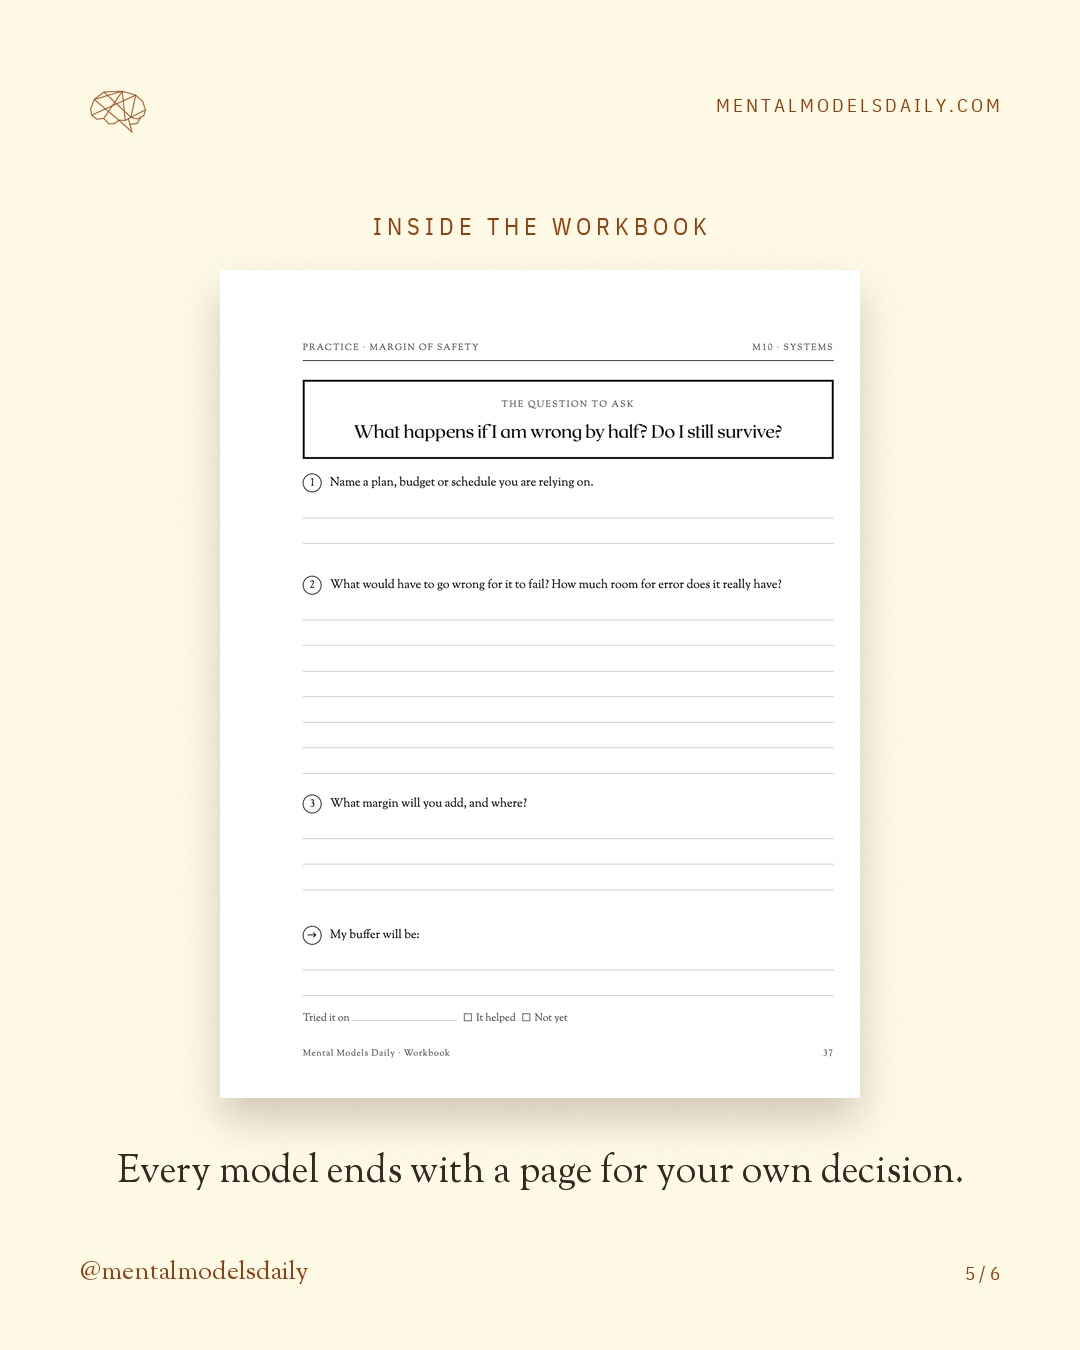 MENTALMODELSDAILY.COM
INSIDE THE WORKBOOK
PRACTICE · MARGIN OF SAFETY
M10 · SYSTEMS
THE QUESTION TO ASK
What happens if I am wrong by half? Do I still survive?
1 Name a plan, budget or schedule you are relying on.
2 What would have to go wrong for it to fail? How much room for error does it really have?
3 What margin will you add, and where?
→ My buffer will be:
Tried it on ☐ It helped ☐ Not yet
Mental Models Daily · Workbook
37
Every model ends with a page for your own decision.
@mentalmodelsdaily
5 / 6